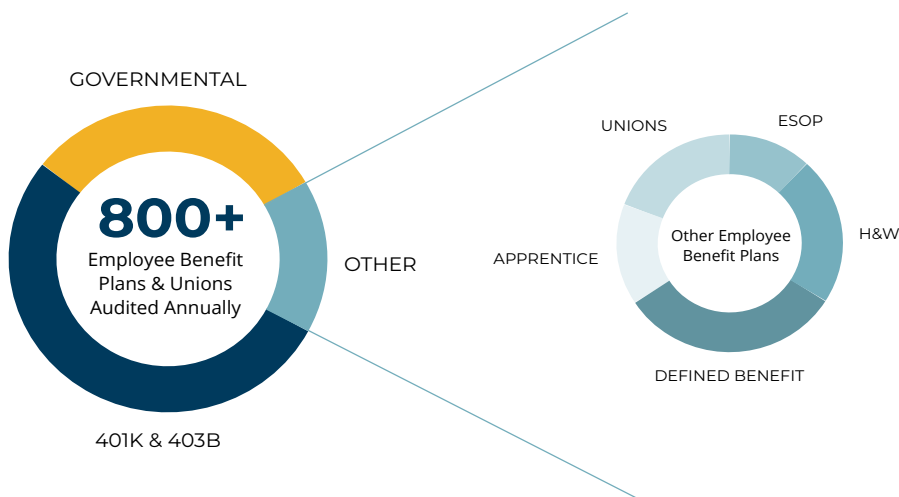 GOVERNMENTAL
800+
Employee Benefit
Plans & Unions
Audited Annually
OTHER
401K & 403B
UNIONS
ESOP
Other Employee
Benefit Plans
H&W
APPRENTICE
DEFINED BENEFIT